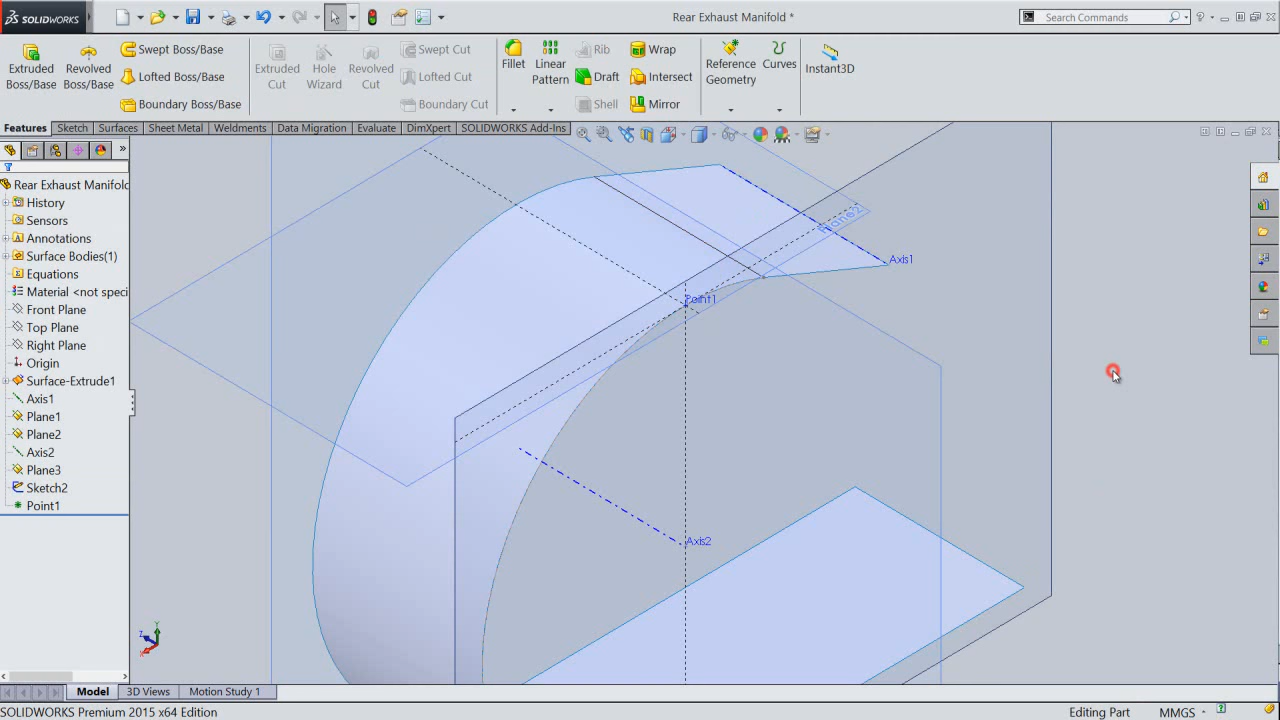 SOLIDWORKS
Rear Exhaust Manifold *
Search Commands
Extruded Boss/Base
Revolved Boss/Base
Swept Boss/Base
Lofted Boss/Base
Boundary Boss/Base
Extruded Cut
Hole Wizard
Revolved Cut
Swept Cut
Lofted Cut
Boundary Cut
Fillet
Linear Pattern
Rib
Draft
Shell
Wrap
Intersect
Mirror
Reference Geometry
Curves
Instant3D
Features
Sketch
Surfaces
Sheet Metal
Weldments
Data Migration
Evaluate
DimXpert
SOLIDWORKS Add-Ins
Rear Exhaust Manifold
History
Sensors
Annotations
Surface Bodies(1)
Equations
Material <not speci
Front Plane
Top Plane
Right Plane
Origin
Surface-Extrude1
Axis1
Plane1
Plane2
Axis2
Plane3
Sketch2
Point1
Plane2
Axis1
Point1
Axis2
Y
Z
X
Model
3D Views
Motion Study 1
SOLIDWORKS Premium 2015 x64 Edition
Editing Part
MMGS